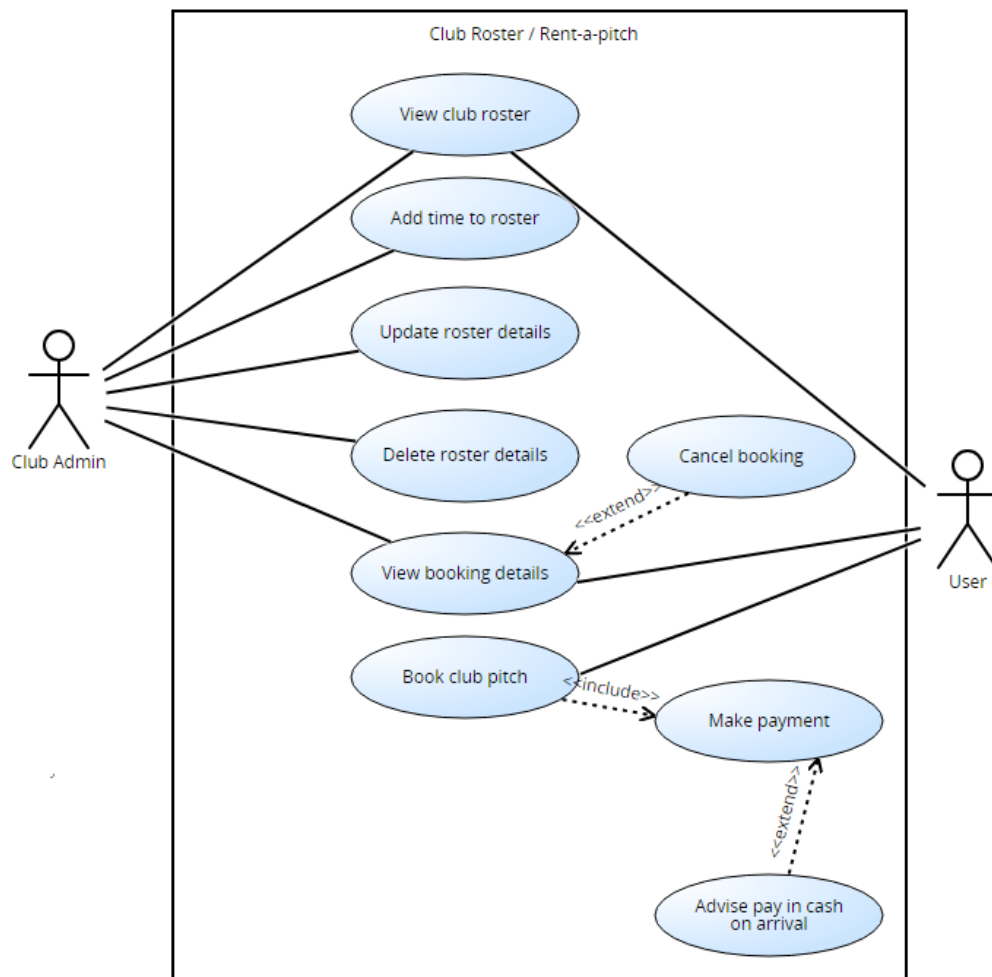 Club Roster / Rent-a-pitch
View club roster
Add time to roster
Update roster details
Delete roster details
Club Admin
Cancel booking
<<extend>>
View booking details
User
Book club pitch
<<include>>
Make payment
<<extend>>
Advise pay in cash
on arrival